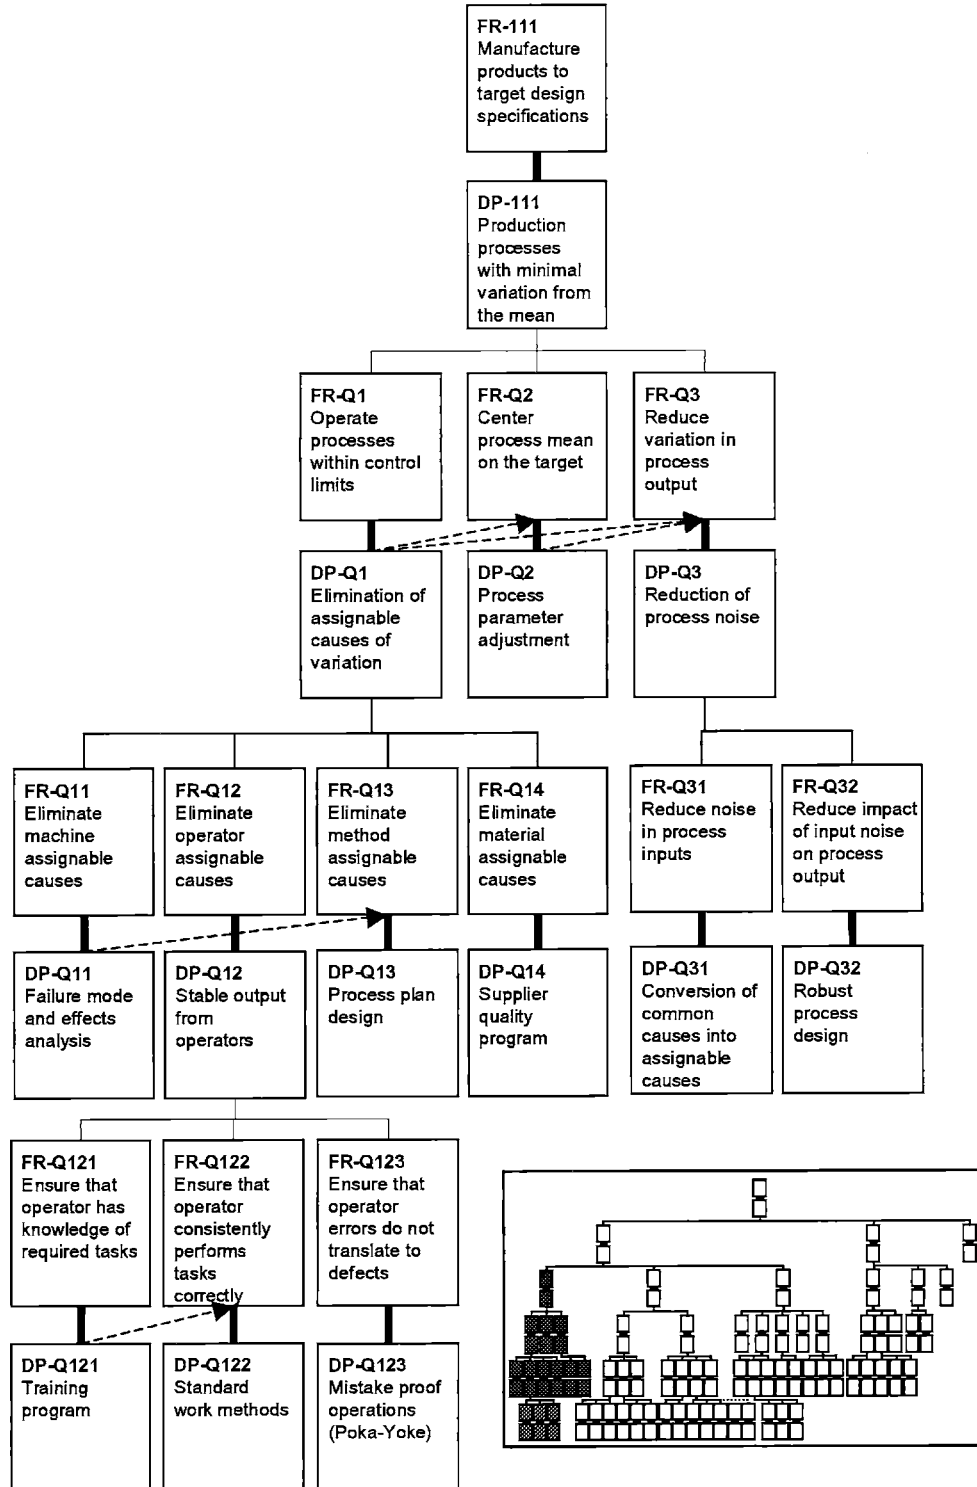 FR-111
Manufacture
products to
target design
specifications
DP-111
Production
processes
with minimal
variation from
the mean
FR-Q1
Operate
processes
within control
limits
FR-Q2
Center
process mean
on the target
FR-Q3
Reduce
variation in
process
output
DP-Q1
Elimination of
assignable
causes of
variation
DP-Q2
Process
parameter
adjustment
DP-Q3
Reduction of
process noise
FR-Q11
Eliminate
machine
assignable
causes
FR-Q12
Eliminate
operator
assignable
causes
FR-Q13
Eliminate
method
assignable
causes
FR-Q14
Eliminate
material
assignable
causes
FR-Q31
Reduce noise
in process
inputs
FR-Q32
Reduce impact
of input noise
on process
output
DP-Q11
Failure mode
and effects
analysis
DP-Q12
Stable output
from
operators
DP-Q13
Process plan
design
DP-Q14
Supplier
quality
program
DP-Q31
Conversion of
common
causes into
assignable
causes
DP-Q32
Robust
process
design
FR-Q121
Ensure that
operator has
knowledge of
required tasks
FR-Q122
Ensure that
operator
consistently
performs
tasks
correctly
FR-Q123
Ensure that
operator
errors do not
translate to
defects
DP-Q121
Training
program
DP-Q122
Standard
work methods
DP-Q123
Mistake proof
operations
(Poka-Yoke)